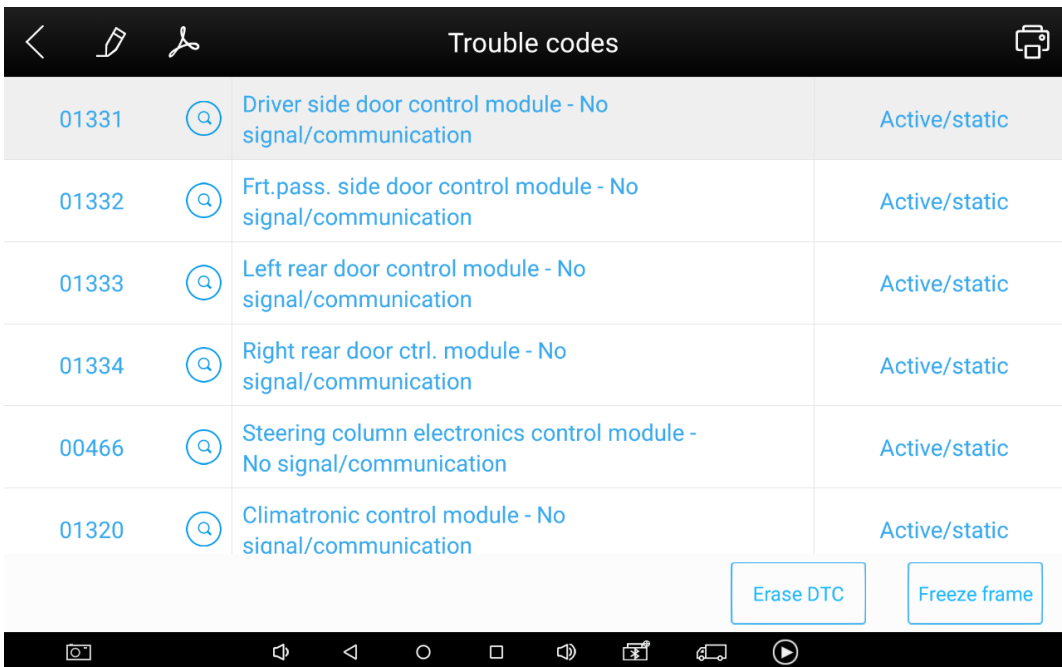 Trouble codes
01331
Driver side door control module - No
signal/communication
Active/static
01332
Frt.pass. side door control module - No
signal/communication
Active/static
01333
Left rear door control module - No
signal/communication
Active/static
01334
Right rear door ctrl. module - No
signal/communication
Active/static
00466
Steering column electronics control module -
No signal/communication
Active/static
01320
Climatronic control module - No
signal/communication
Active/static
Erase DTC
Freeze frame